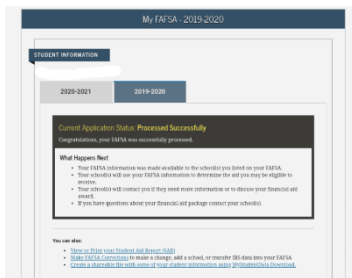 My FAFSA - 2019-2020
STUDENT INFORMATION
2020-2021
2019-2020
Current Application Status: Processed Successfully
Congratulations, your FAFSA was successfully processed.
What Happens Next
• Your FAFSA information was made available to the school(s) you listed on your FAFSA.
• Your school(s) will use your FAFSA information to determine the aid you may be eligible to
receive.
• Your school(s) will contact you if they need more information or to discuss your financial aid
award.
• If you have questions about your financial aid package contact your school(s).
You can also:
• View or Print your Student Aid Report (SAR)
• Make FAFSA Corrections to make a change, add a school, or transfer IRS data into your FAFSA
• Create a shareable file with some of your student information using MyStudentData Download.